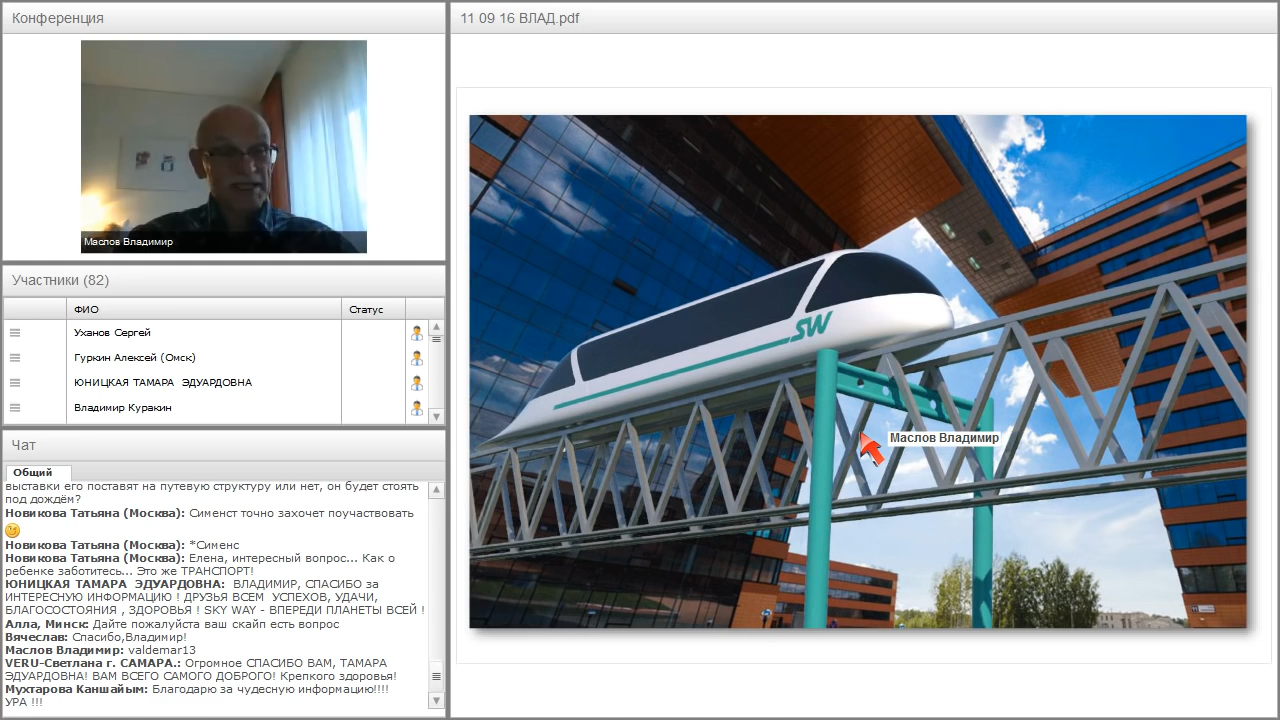 Конференция
Маслов Владимир
Участники (82)
ФИО
Статус
Уханов Сергей
Гуркин Алексей (Омск)
ЮНИЦКАЯ ТАМАРА ЭДУАРДОВНА
Владимир Куракин
Чат
Общий
выставки его поставят на путевую структуру или нет, он будет стоять
под дождём?
Новикова Татьяна (Москва): Сименст точно захочет поучаствовать
Новикова Татьяна (Москва): *Сименс
Новикова Татьяна (Москва): Елена, интересный вопрос... Как о
ребенке заботитесь... Это же ТРАНСПОРТ!
ЮНИЦКАЯ ТАМАРА ЭДУАРДОВНА: ВЛАДИМИР, СПАСИБО за
ИНТЕРЕСНУЮ ИНФОРМАЦИЮ ! ДРУЗЬЯ ВСЕМ УСПЕХОВ, УДАЧИ,
БЛАГОСОСТОЯНИЯ , ЗДОРОВЬЯ ! SKY WAY - ВПЕРЕДИ ПЛАНЕТЫ ВСЕЙ !
Алла, Минск: Дайте пожалуйста ваш скайп есть вопрос
Вячеслав: Спасибо,Владимир!
Маслов Владимир: valdemar13
VERU-Светлана г. САМАРА.: Огромное СПАСИБО ВАМ, ТАМАРА
ЭДУАРДОВНА! ВАМ ВСЕГО САМОГО ДОБРОГО! Крепкого здоровья!
Мухтарова Каншайым: Благодарю за чудесную информацию!!!!
УРА !!!
11 09 16 ВЛАД.pdf
SW
Маслов Владимир